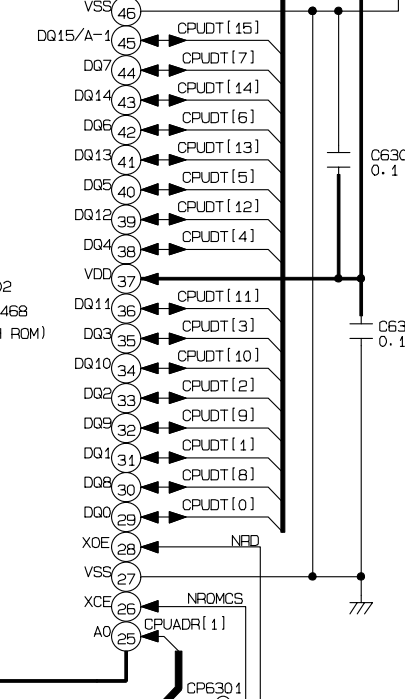 VSS 46
DQ15/A-1 45 CPUDT[15]
DQ7 44 CPUDT[7]
DQ14 43 CPUDT[14]
DQ6 42 CPUDT[6]
DQ13 41 CPUDT[13]
C630
DQ5 40 CPUDT[5]
0.1
DQ12 39 CPUDT[12]
DQ4 38 CPUDT[4]
VDD 37
02
DQ11 36 CPUDT[11]
468
C63
DQ3 35 CPUDT[3]
ROM)
0.1
DQ10 34 CPUDT[10]
DQ2 33 CPUDT[2]
DQ9 32 CPUDT[9]
DQ1 31 CPUDT[1]
DQ8 30 CPUDT[8]
DQ0 29 CPUDT[0]
XOE 28 NRD
VSS 27
XCE 26 NROMCS
A0 25 CPUADR[1]
CP6301